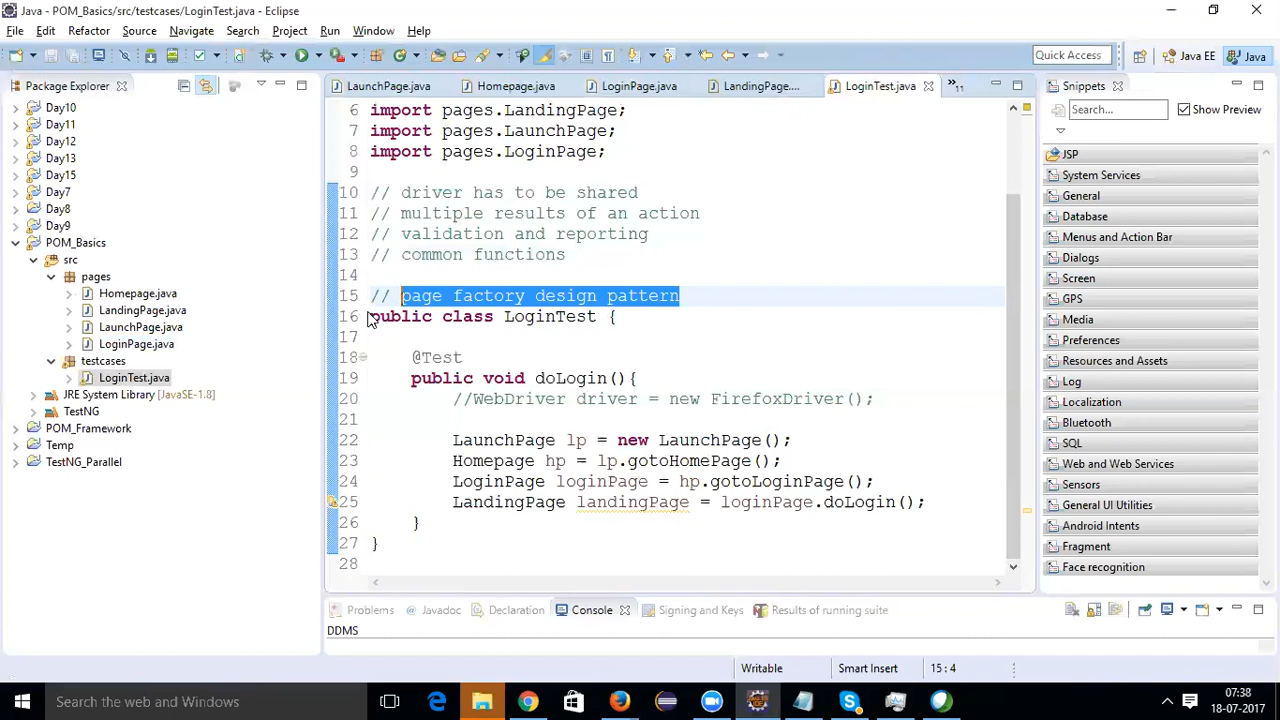 Java - POM_Basics/src/testcases/LoginTest.java - Eclipse
File Edit Refactor Source Navigate Search Project Run Window Help
Quick Access
Java EE
Java
Package Explorer
LaunchPage.java
Homepage.java
LoginPage.java
LandingPage....
LoginTest.java
»11
Snippets
Day10
Day11
Day12
Day13
Day15
Day7
Day8
Day9
POM_Basics
src
pages
Homepage.java
LandingPage.java
LaunchPage.java
LoginPage.java
testcases
LoginTest.java
JRE System Library [JavaSE-1.8]
TestNG
POM_Framework
Temp
TestNG_Parallel
6 import pages.LandingPage;
7 import pages.LaunchPage;
8 import pages.LoginPage;
9
10 // driver has to be shared
11 // multiple results of an action
12 // validation and reporting
13 // common functions
14
15 // page factory design pattern
16 public class LoginTest {
17
18 @Test
19 public void doLogin(){
20 //WebDriver driver = new FirefoxDriver();
21
22 LaunchPage lp = new LaunchPage();
23 Homepage hp = lp.gotoHomePage();
24 LoginPage loginPage = hp.gotoLoginPage();
25 LandingPage landingPage = loginPage.doLogin();
26 }
27 }
28
Search...
Show Preview
JSP
System Services
General
Database
Menus and Action Bar
Dialogs
Screen
GPS
Media
Preferences
Resources and Assets
Log
Localization
Bluetooth
SQL
Web and Web Services
Sensors
General UI Utilities
Android Intents
Fragment
Face recognition
Problems
Javadoc
Declaration
Console
Signing and Keys
Results of running suite
DDMS
Writable
Smart Insert
15 : 4
Search the web and Windows
07:38
18-07-2017